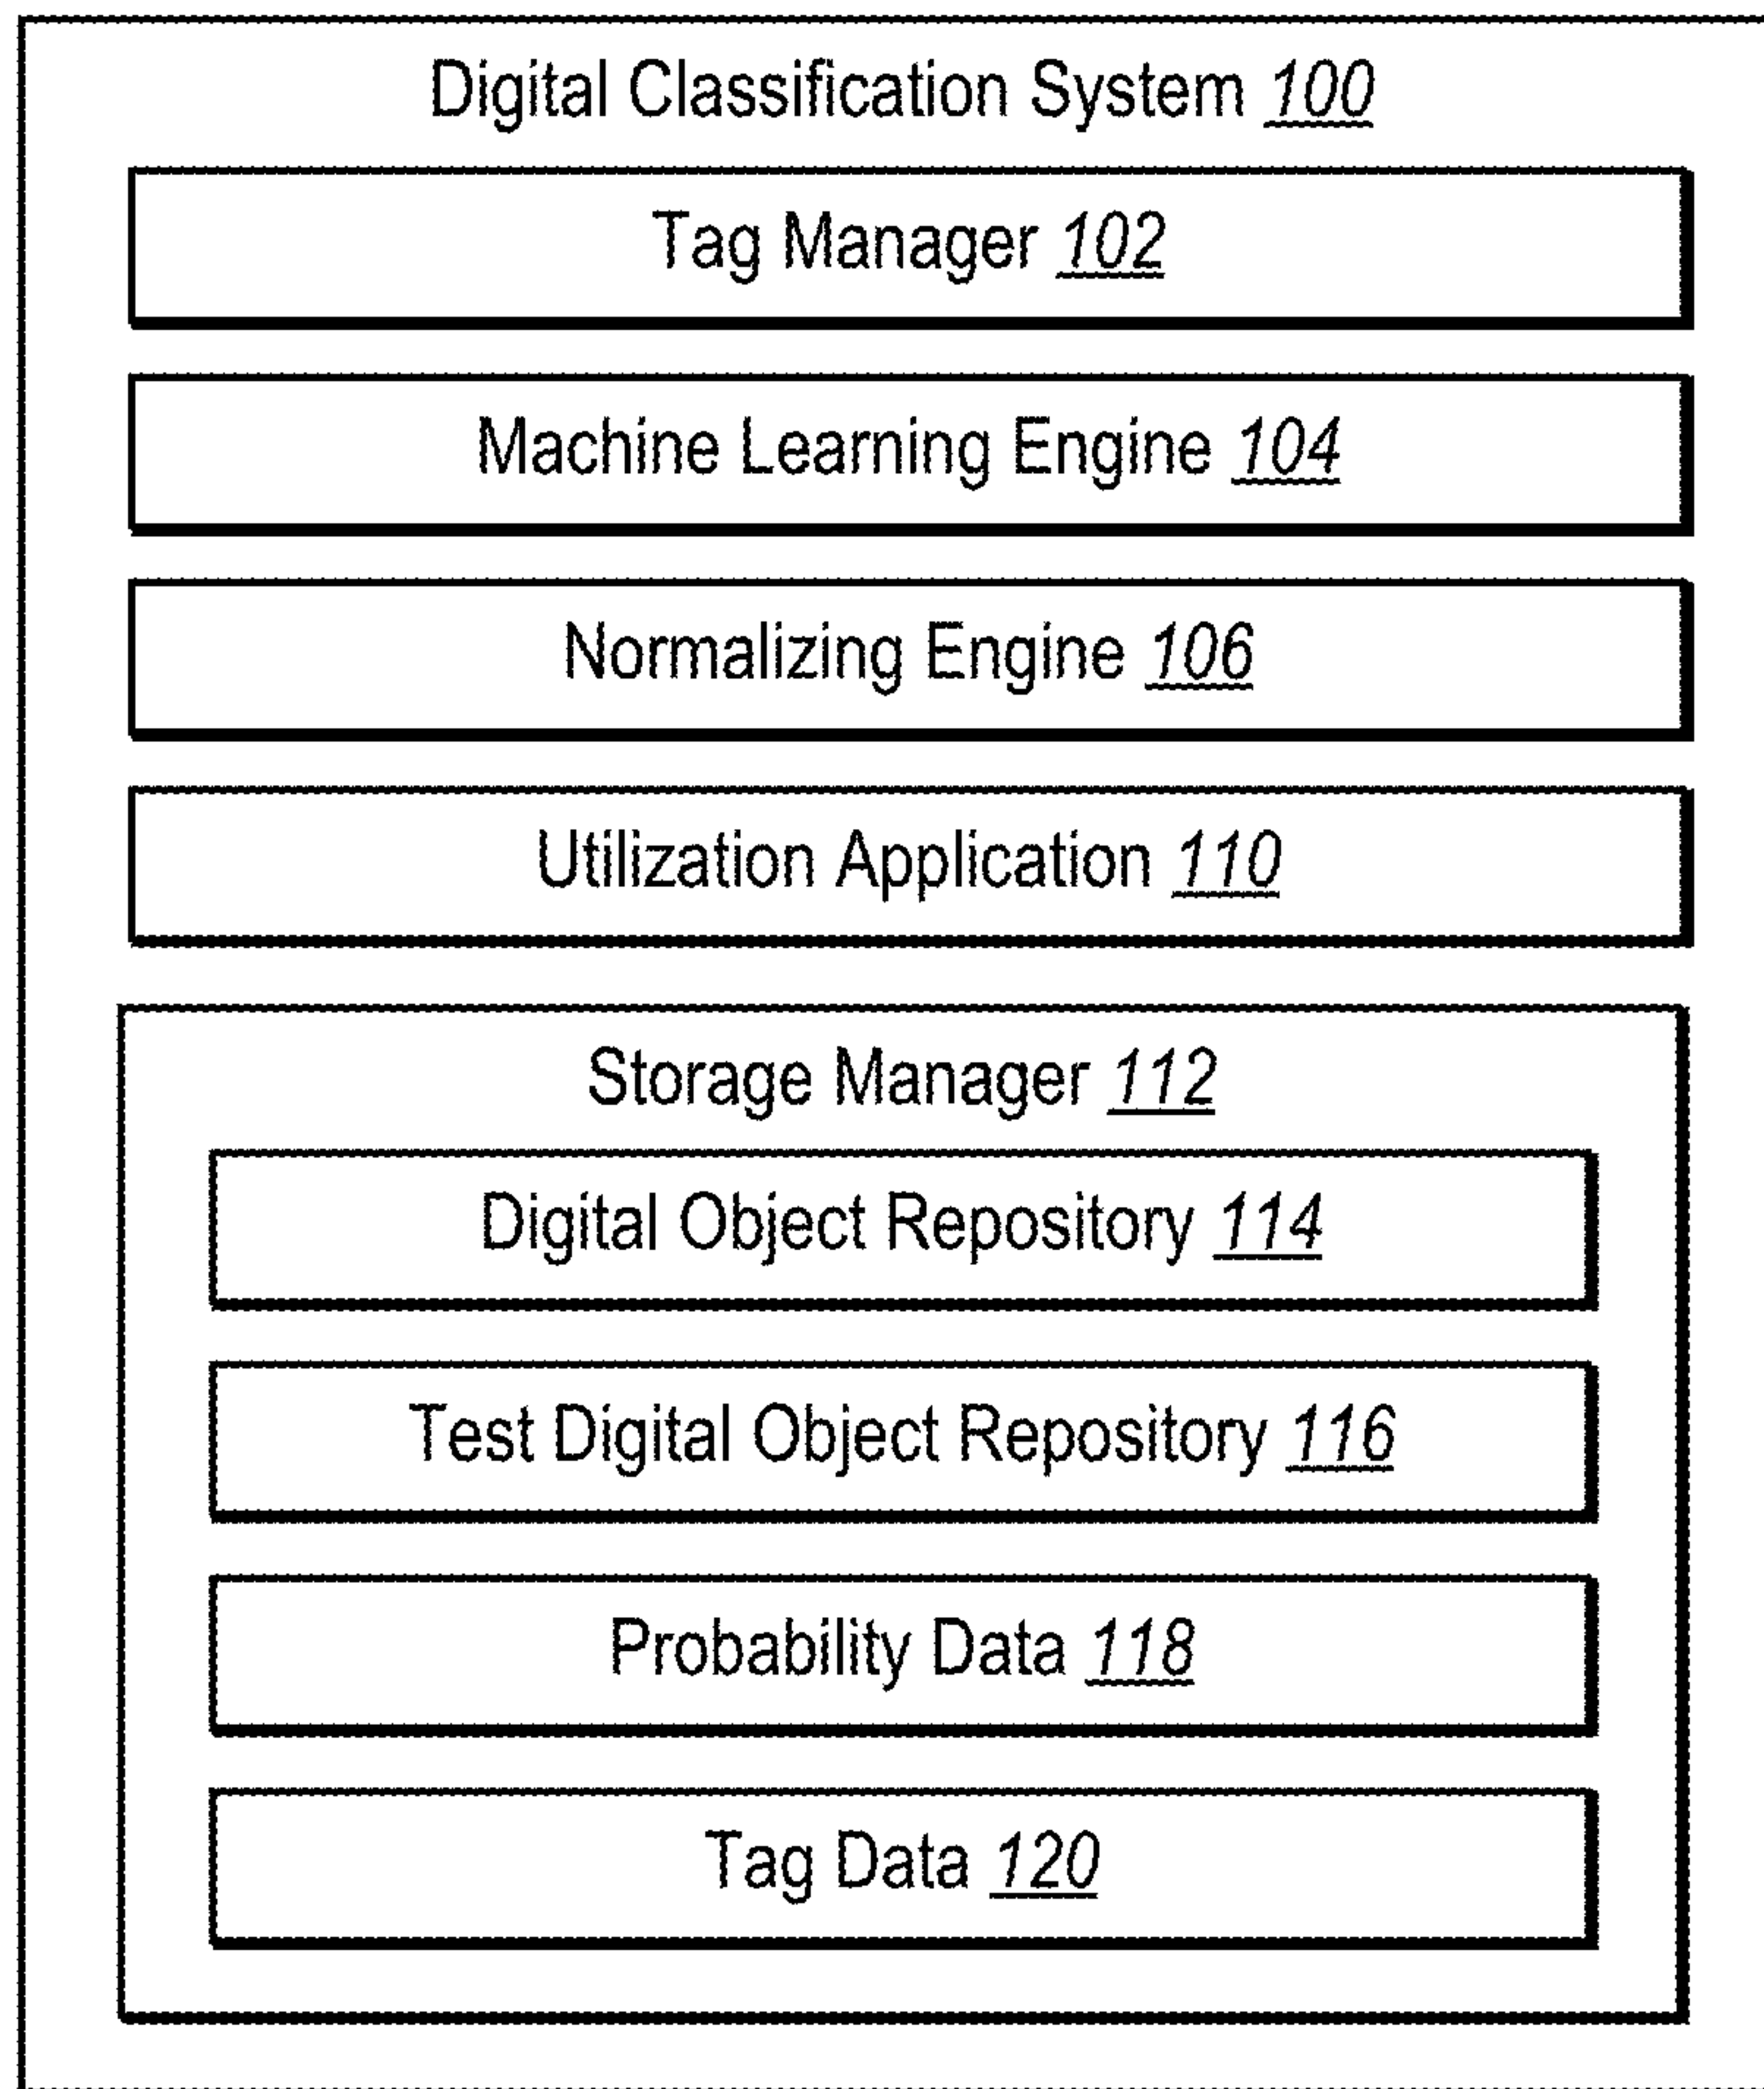 Digital Classification System 100
Tag Manager 102
Machine Learning Engine 104
Normalizing Engine 106
Utilization Application 110
Storage Manager 112
Digital Object Repository 114
Test Digital Object Repository 116
Probability Data 118
Tag Data 120